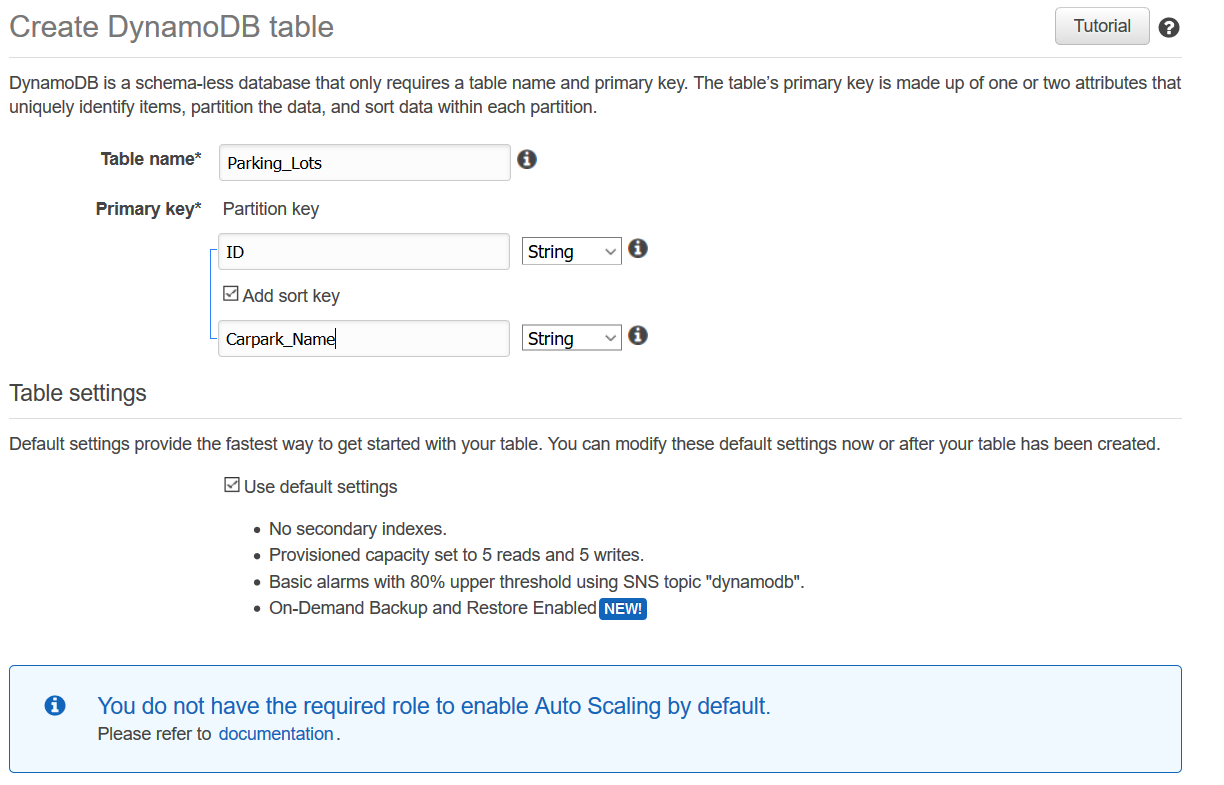 Create DynamoDB table
Tutorial
DynamoDB is a schema-less database that only requires a table name and primary key. The table's primary key is made up of one or two attributes that
uniquely identify items, partition the data, and sort data within each partition.
Table name*
Parking_Lots
Primary key*
Partition key
ID
String
Add sort key
Carpark_Name
String
Table settings
Default settings provide the fastest way to get started with your table. You can modify these default settings now or after your table has been created.
Use default settings
• No secondary indexes.
• Provisioned capacity set to 5 reads and 5 writes.
• Basic alarms with 80% upper threshold using SNS topic "dynamodb".
• On-Demand Backup and Restore Enabled NEW!
You do not have the required role to enable Auto Scaling by default.
Please refer to documentation.